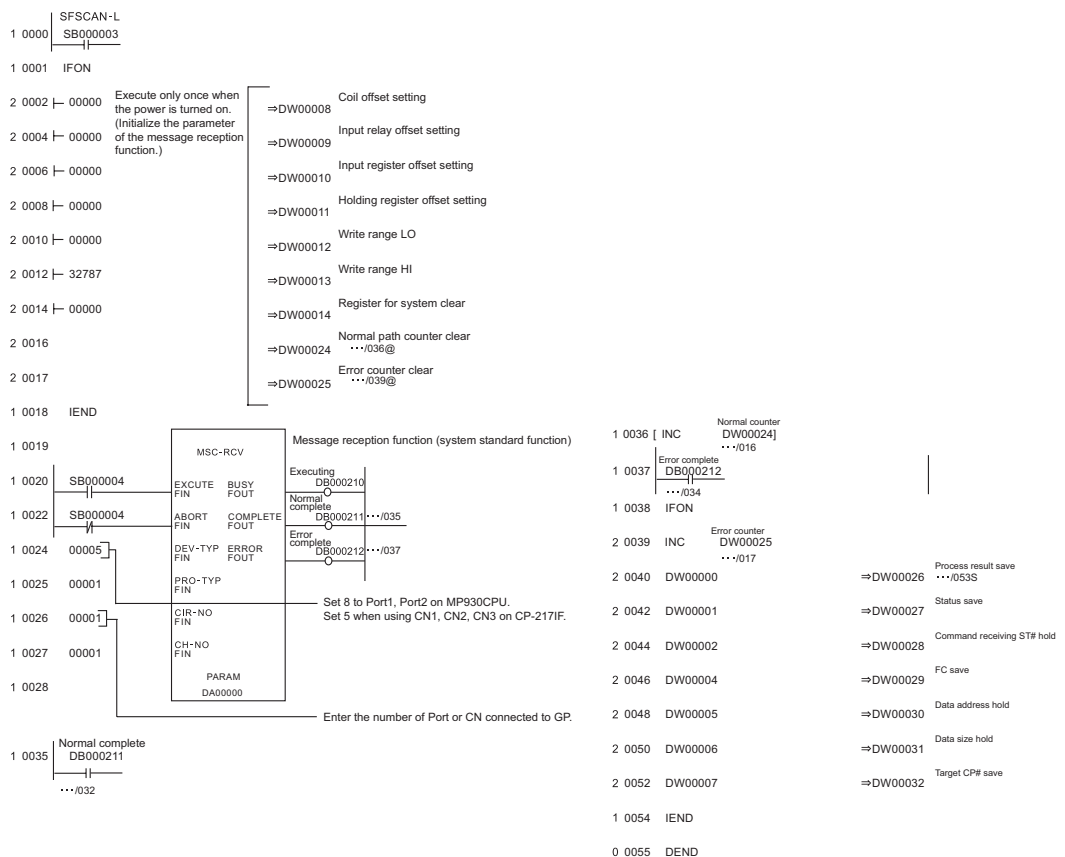 SFSCAN-L
1 0000 SB000003
1 0001 IFON
2 0002 00000 ⇒DW00008 Coil offset setting
Execute only once when
the power is turned on.
(Initialize the parameter
of the message reception
function.)
2 0004 00000 ⇒DW00009 Input relay offset setting
2 0006 00000 ⇒DW00010 Input register offset setting
2 0008 00000 ⇒DW00011 Holding register offset setting
2 0010 00000 ⇒DW00012 Write range LO
2 0012 32787 ⇒DW00013 Write range HI
2 0014 00000 ⇒DW00014 Register for system clear
2 0016 ⇒DW00024 Normal path counter clear
···/036@
2 0017 ⇒DW00025 Error counter clear
···/039@
1 0018 IEND
1 0019 MSC-RCV Message reception function (system standard function)
1 0020 SB000004 EXCUTE BUSY Executing DB000210
FIN FOUT
1 0022 SB000004 ABORT COMPLETE Normal complete DB000211 ···/035
FIN FOUT
1 0024 00005 DEV-TYP ERROR Error complete DB000212 ···/037
FIN FOUT
1 0025 00001 PRO-TYP
FIN
Set 8 to Port1, Port2 on MP930CPU.
Set 5 when using CN1, CN2, CN3 on CP-217IF.
1 0026 00001 CIR-NO
FIN
1 0027 00001 CH-NO
FIN
1 0028 PARAM
DA00000
Enter the number of Port or CN connected to GP.
Normal complete
1 0035 DB000211
···/032
Normal counter
1 0036 [ INC DW00024]
···/016
Error complete
1 0037 DB000212
···/034
1 0038 IFON
Error counter
2 0039 INC DW00025
···/017
2 0040 DW00000 ⇒DW00026 Process result save
···/053S
2 0042 DW00001 ⇒DW00027 Status save
2 0044 DW00002 ⇒DW00028 Command receiving ST# hold
2 0046 DW00004 ⇒DW00029 FC save
2 0048 DW00005 ⇒DW00030 Data address hold
2 0050 DW00006 ⇒DW00031 Data size hold
2 0052 DW00007 ⇒DW00032 Target CP# save
1 0054 IEND
0 0055 DEND